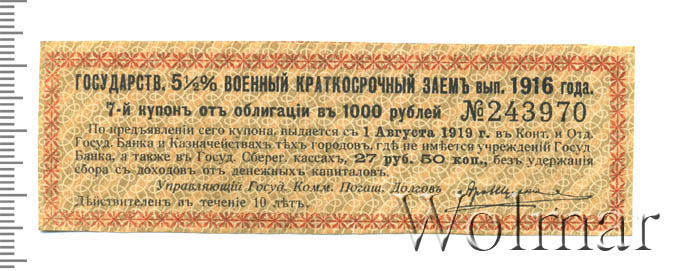 ГОСУДАРСТВ. 5½% ВОЕННЫЙ КРАТКОСРОЧНЫЙ ЗАЕМЪ вып. 1916 года.
7-й купонъ отъ облигаціи въ 1000 рублей №243970
По предъявленіи сего купона, выдается съ 1 Августа 1919 г. въ Конт. и Отд.
Госуд. Банка и Казначействахъ тѣхъ городовъ, гдѣ не имѣется учрежденій Госуд.
Банка, а также въ Госуд. Сберег. кассахъ, 27 руб. 50 коп., безъ удержанія
сбора съ доходовъ отъ денежныхъ капиталовъ.
Управляющій Госуд. Комм. Погаш. Долговъ
Дѣйствителенъ въ теченіе 10 лѣтъ.
Wolmar